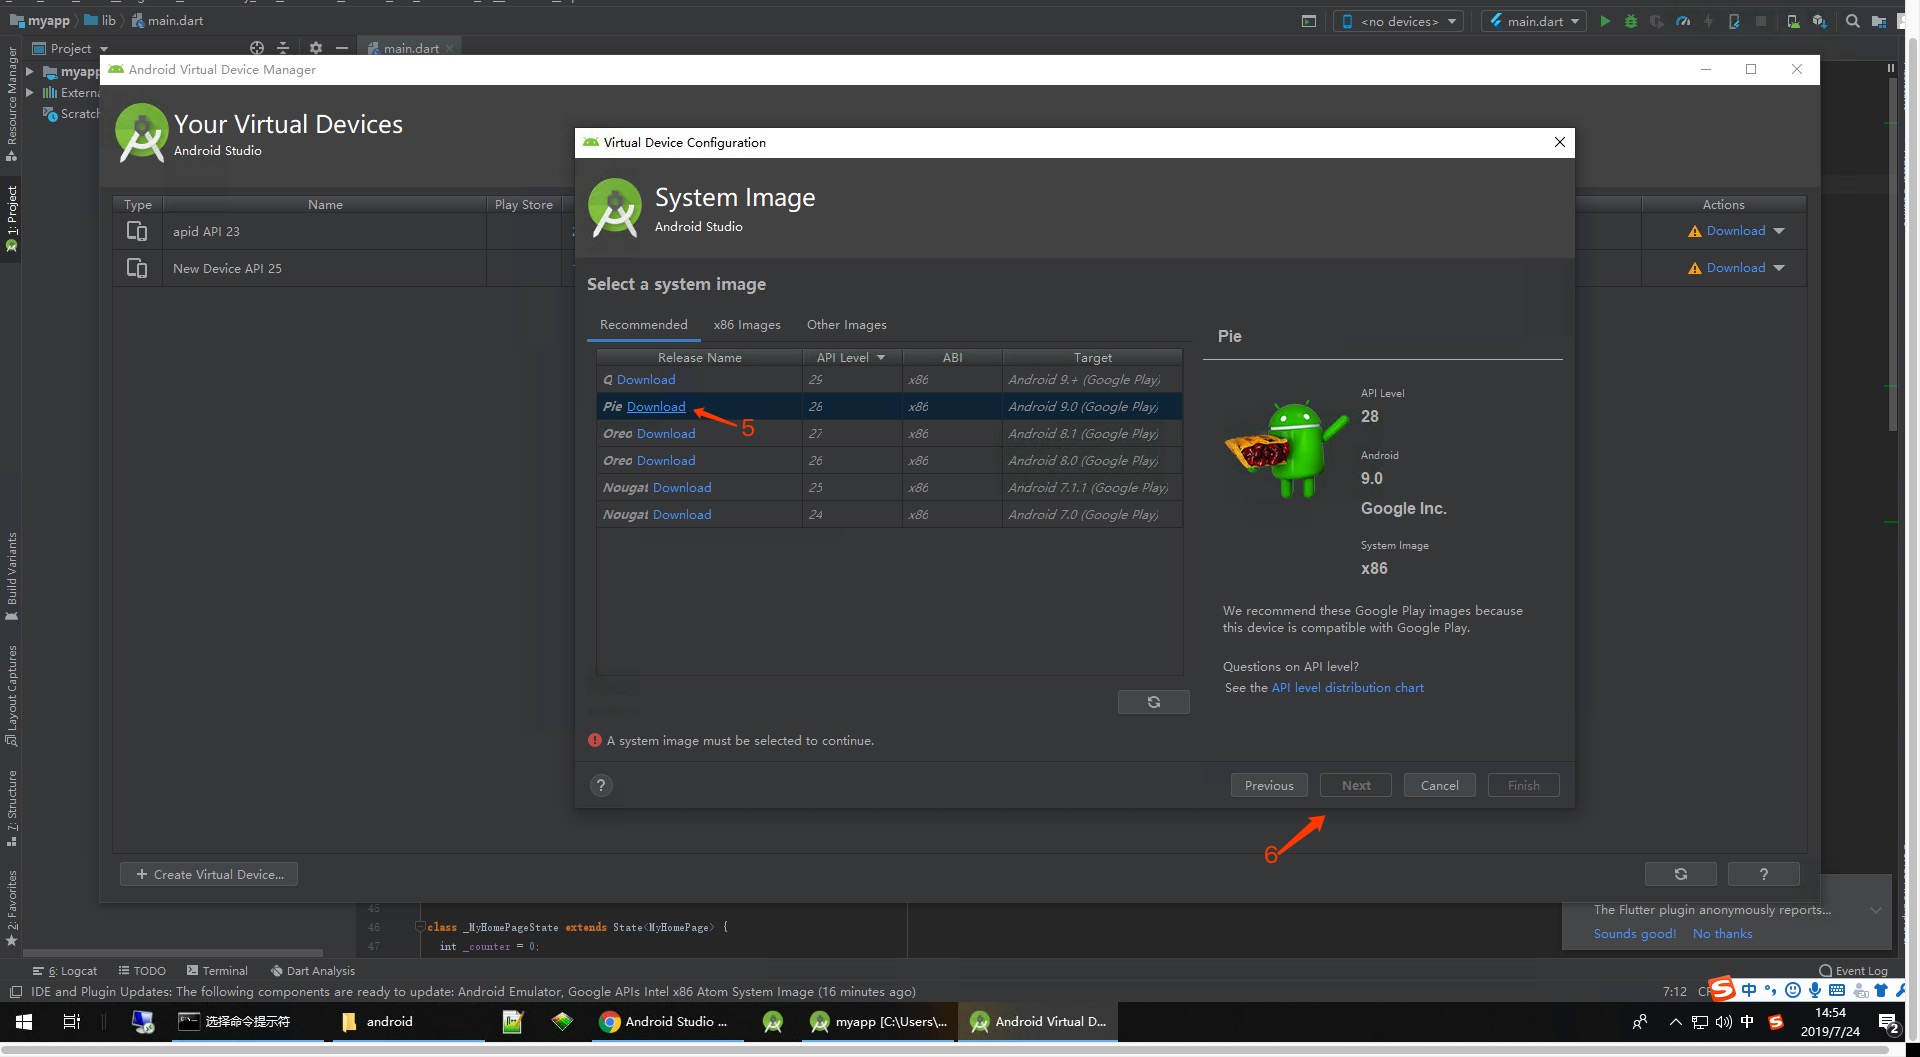 myapp lib main.dart
<no devices> main.dart
Project main.dart
Resource Manager
1: Project
Build Variants
Layout Captures
7: Structure
2: Favorites
myapp
Externa
Scratch
Android Virtual Device Manager
Your Virtual Devices
Android Studio
Type Name Play Store Actions
apid API 23 Download
New Device API 25 Download
Virtual Device Configuration
System Image
Android Studio
Select a system image
Recommended x86 Images Other Images
Release Name API Level ABI Target
Q Download 29 x86 Android 9.+ (Google Play)
Pie Download 28 x86 Android 9.0 (Google Play)
5
Oreo Download 27 x86 Android 8.1 (Google Play)
Oreo Download 26 x86 Android 8.0 (Google Play)
Nougat Download 25 x86 Android 7.1.1 (Google Play)
Nougat Download 24 x86 Android 7.0 (Google Play)
Pie
API Level
28
Android
9.0
Google Inc.
System Image
x86
We recommend these Google Play images because
this device is compatible with Google Play.
Questions on API level?
See the API level distribution chart
A system image must be selected to continue.
? Previous Next Cancel Finish
6
+ Create Virtual Device... ?
45
46 class _MyHomePageState extends State<MyHomePage> {
47 int _counter = 0;
The Flutter plugin anonymously reports...
Sounds good! No thanks
6: Logcat TODO Terminal Dart Analysis Event Log
IDE and Plugin Updates: The following components are ready to update: Android Emulator, Google APIs Intel x86 Atom System Image (16 minutes ago) 7:12
中
选择命令提示符 android Android Studio ... myapp [C:\Users\... Android Virtual D...
中
14:54
2019/7/24
2